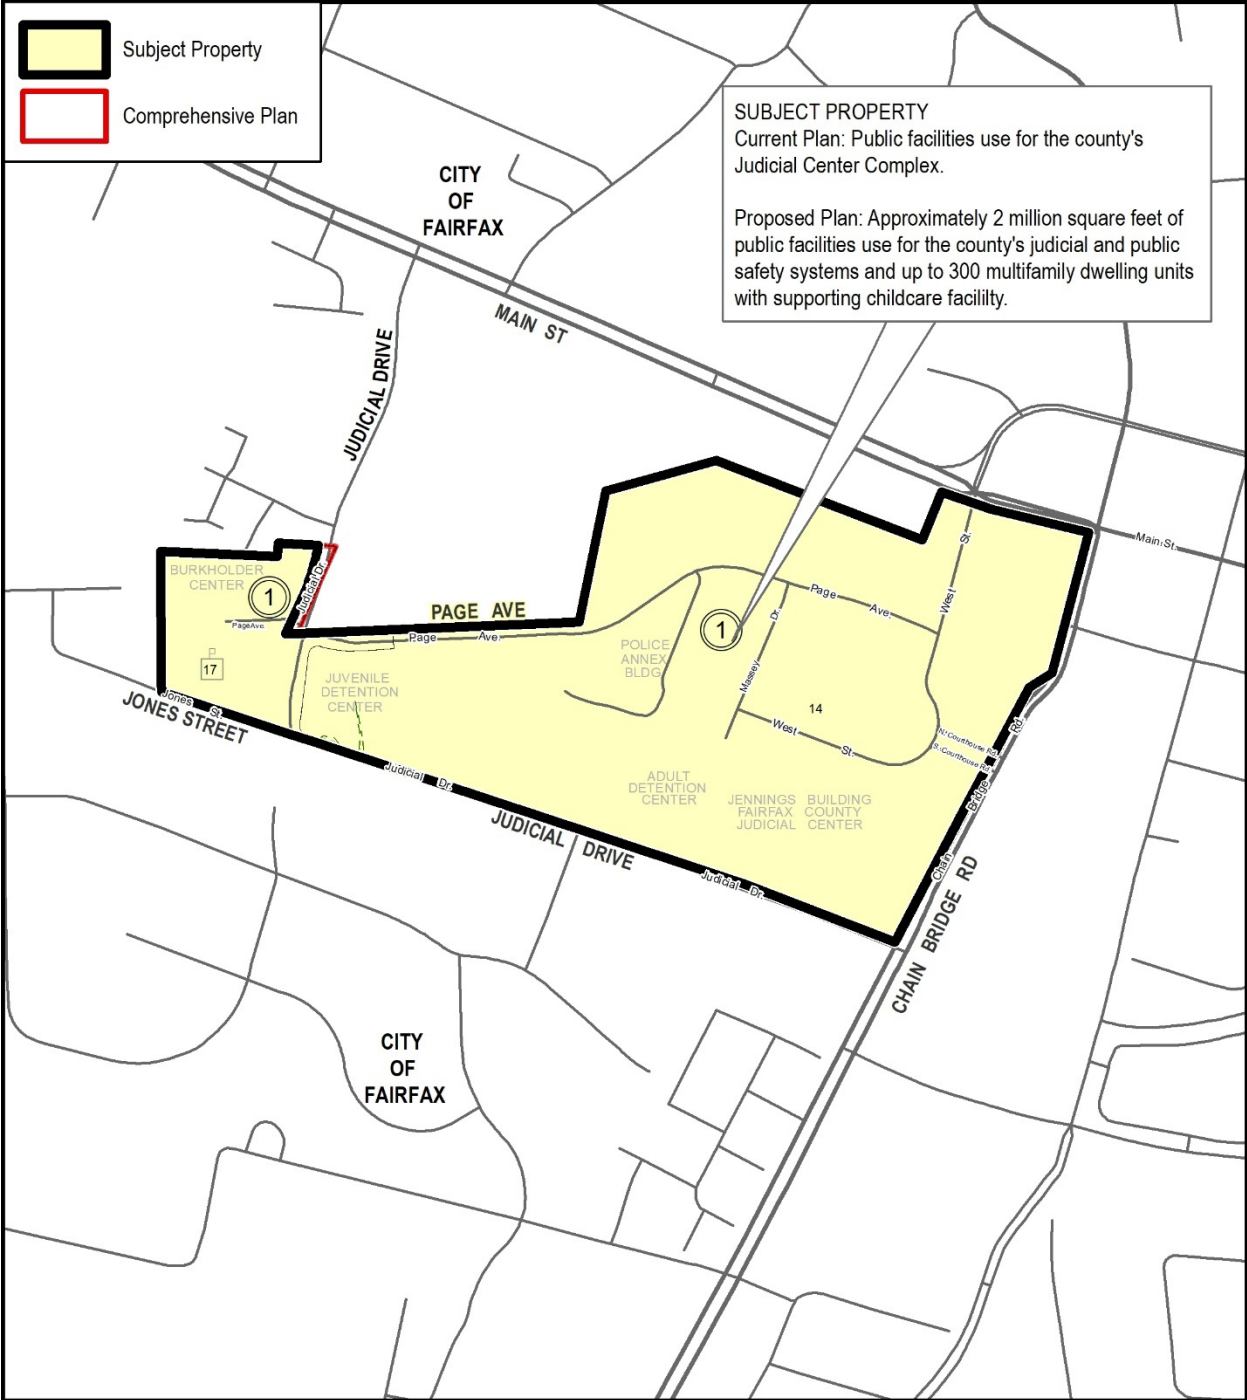 Subject Property
Comprehensive Plan
SUBJECT PROPERTY
Current Plan: Public facilities use for the county's
Judicial Center Complex.
Proposed Plan: Approximately 2 million square feet of
public facilities use for the county's judicial and public
safety systems and up to 300 multifamily dwelling units
with supporting childcare facililty.
CITY
OF
FAIRFAX
MAIN ST
JUDICIAL DRIVE
Main St.
St.
West
BURKHOLDER
CENTER
1
Judicial Dr.
Page Ave.
PAGE AVE
Page Ave.
Page Ave.
1
Dr.
Massey
POLICE
ANNEX
BLDG
P
17
JUVENILE
DETENTION
CENTER
Jones St.
JONES STREET
14
West St.
N. Courthouse Rd.
S. Courthouse Rd.
Chain Bridge Rd.
Judicial Dr.
ADULT
DETENTION
CENTER
JENNINGS BUILDING
FAIRFAX COUNTY
JUDICIAL CENTER
JUDICIAL DRIVE
Judicial Dr.
CHAIN BRIDGE RD
CITY
OF
FAIRFAX